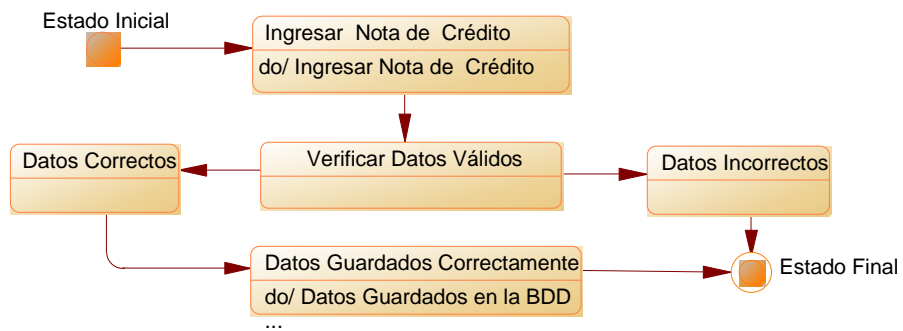 Estado Inicial
Ingresar Nota de Crédito
do/ Ingresar Nota de Crédito
Datos Correctos
Verificar Datos Válidos
Datos Incorrectos
Datos Guardados Correctamente
do/ Datos Guardados en la BDD
...
Estado Final